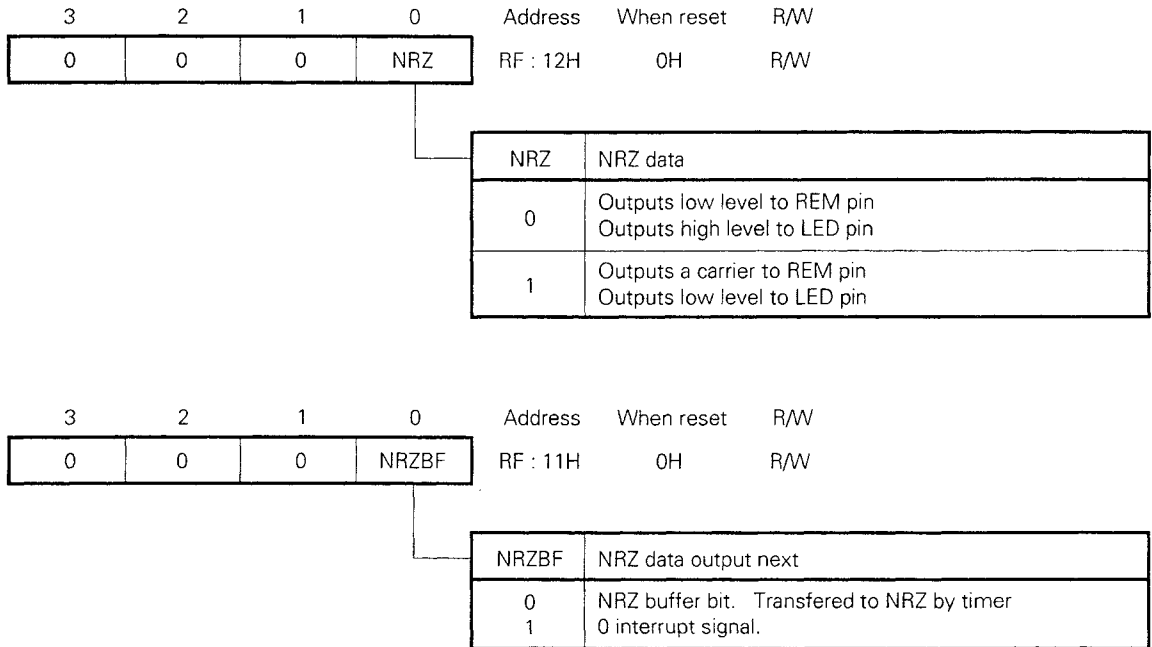 3 2 1 0 Address When reset R/W
0 0 0 NRZ RF : 12H 0H R/W
NRZ NRZ data
0 Outputs low level to REM pin
Outputs high level to LED pin
1 Outputs a carrier to REM pin
Outputs low level to LED pin
3 2 1 0 Address When reset R/W
0 0 0 NRZBF RF : 11H 0H R/W
NRZBF NRZ data output next
0 NRZ buffer bit. Transfered to NRZ by timer
1 0 interrupt signal.